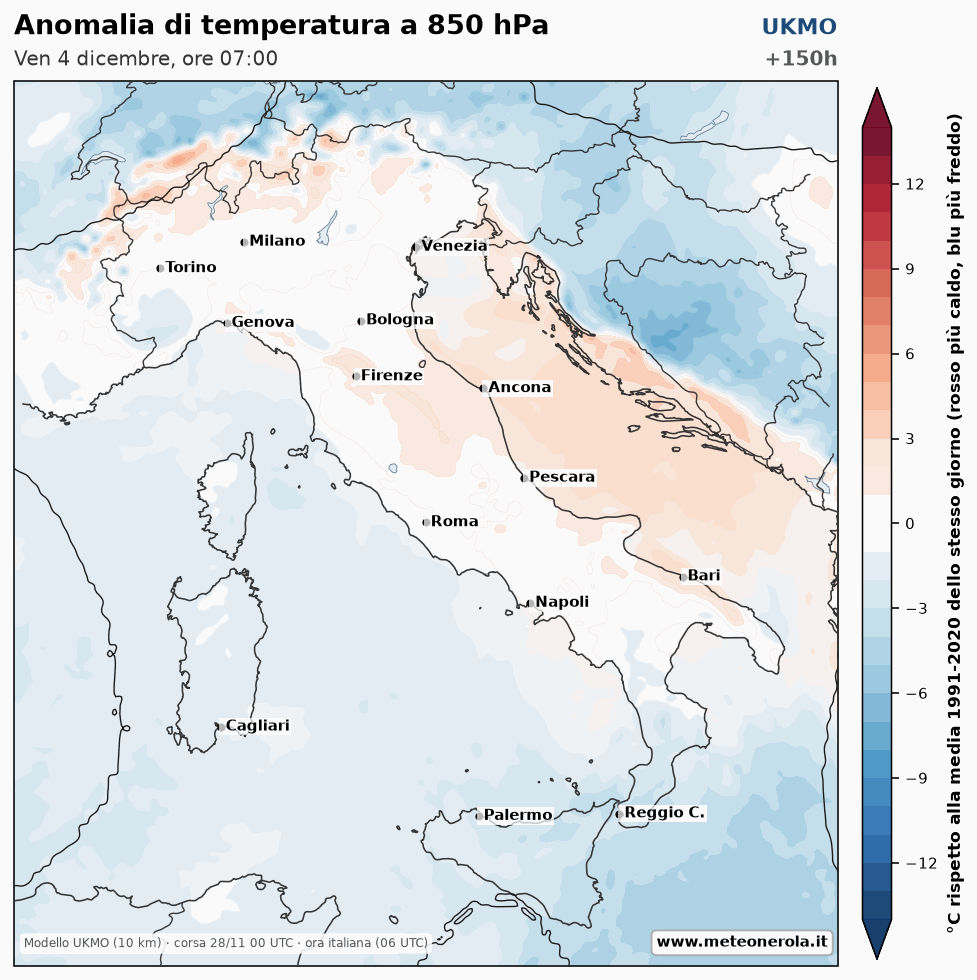 Anomalia di temperatura a 850 hPa
UKMO
Ven 4 dicembre, ore 07:00
+150h
Milano
Venezia
Torino
Genova
Bologna
Firenze
Ancona
Pescara
Roma
Bari
Napoli
Cagliari
Palermo
Reggio C.
12
9
6
3
0
−3
−6
−9
−12
°C rispetto alla media 1991-2020 dello stesso giorno (rosso più caldo, blu più freddo)
Modello UKMO (10 km) · corsa 28/11 00 UTC · ora italiana (06 UTC)
www.meteonerola.it